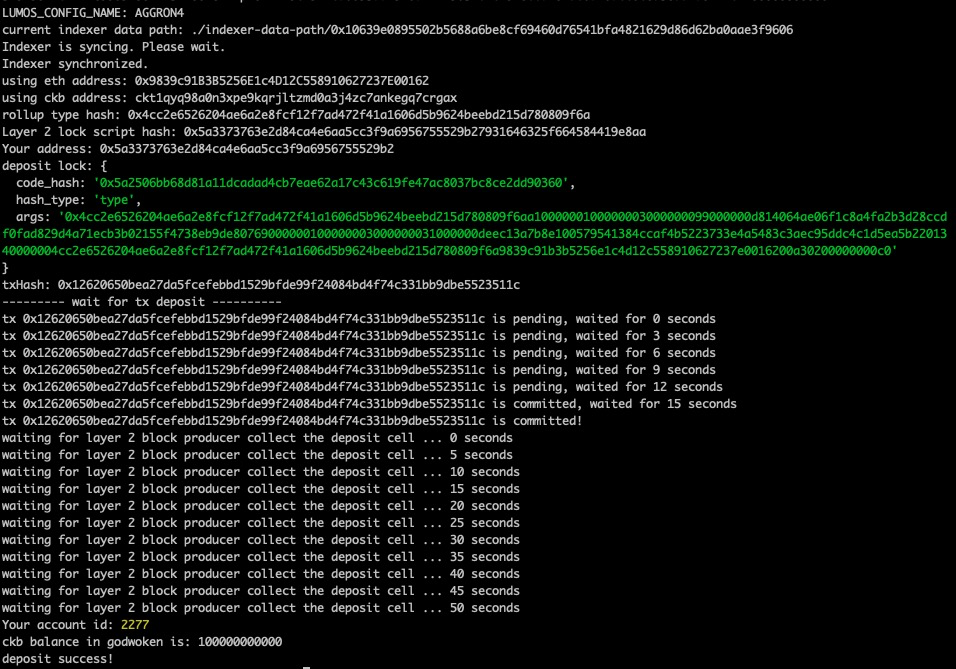 LUMOS_CONFIG_NAME: AGGRON4
current indexer data path: ./indexer-data-path/0x10639e0895502b5688a6be8cf69460d76541bfa4821629d86d62ba0aae3f9606
Indexer is syncing. Please wait.
Indexer synchronized.
using eth address: 0x9839c91B3B5256E1c4D12C558910627237E00162
using ckb address: ckt1qyq98a0n3xpe9kqrjltzmd0a3j4zc7ankegq7crgax
rollup type hash: 0x4cc2e6526204ae6a2e8fcf12f7ad472f41a1606d5b9624beebd215d780809f6a
Layer 2 lock script hash: 0x5a3373763e2d84ca4e6aa5cc3f9a6956755529b27931646325f664584419e8aa
Your address: 0x5a3373763e2d84ca4e6aa5cc3f9a6956755529b2
deposit lock: {
  code_hash: '0x5a2506bb68d81a11dcadad4cb7eae62a17c43c619fe47ac8037bc8ce2dd90360',
  hash_type: 'type',
  args: '0x4cc2e6526204ae6a2e8fcf12f7ad472f41a1606d5b9624beebd215d780809f6aa10000001000000030000000990000000d814064ae06f1c8a4fa2b3d28ccd
f0fad829d4a71ecb3b02155f4738eb9de80769000000100000003000000031000000deec13a7b8e100579541384ccaf4b5223733e4a5483c3aec95ddc4c1d5ea5b22013
40000004cc2e6526204ae6a2e8fcf12f7ad472f41a1606d5b9624beebd215d780809f6a9839c91b3b5256e1c4d12c558910627237e0016200a30200000000c0'
}
txHash: 0x12620650bea27da5fcefebbd1529bfde99f24084bd4f74c331bb9dbe5523511c
--------- wait for tx deposit ----------
tx 0x12620650bea27da5fcefebbd1529bfde99f24084bd4f74c331bb9dbe5523511c is pending, waited for 0 seconds
tx 0x12620650bea27da5fcefebbd1529bfde99f24084bd4f74c331bb9dbe5523511c is pending, waited for 3 seconds
tx 0x12620650bea27da5fcefebbd1529bfde99f24084bd4f74c331bb9dbe5523511c is pending, waited for 6 seconds
tx 0x12620650bea27da5fcefebbd1529bfde99f24084bd4f74c331bb9dbe5523511c is pending, waited for 9 seconds
tx 0x12620650bea27da5fcefebbd1529bfde99f24084bd4f74c331bb9dbe5523511c is pending, waited for 12 seconds
tx 0x12620650bea27da5fcefebbd1529bfde99f24084bd4f74c331bb9dbe5523511c is committed, waited for 15 seconds
tx 0x12620650bea27da5fcefebbd1529bfde99f24084bd4f74c331bb9dbe5523511c is committed!
waiting for layer 2 block producer collect the deposit cell ... 0 seconds
waiting for layer 2 block producer collect the deposit cell ... 5 seconds
waiting for layer 2 block producer collect the deposit cell ... 10 seconds
waiting for layer 2 block producer collect the deposit cell ... 15 seconds
waiting for layer 2 block producer collect the deposit cell ... 20 seconds
waiting for layer 2 block producer collect the deposit cell ... 25 seconds
waiting for layer 2 block producer collect the deposit cell ... 30 seconds
waiting for layer 2 block producer collect the deposit cell ... 35 seconds
waiting for layer 2 block producer collect the deposit cell ... 40 seconds
waiting for layer 2 block producer collect the deposit cell ... 45 seconds
waiting for layer 2 block producer collect the deposit cell ... 50 seconds
Your account id: 2277
ckb balance in godwoken is: 100000000000
deposit success!